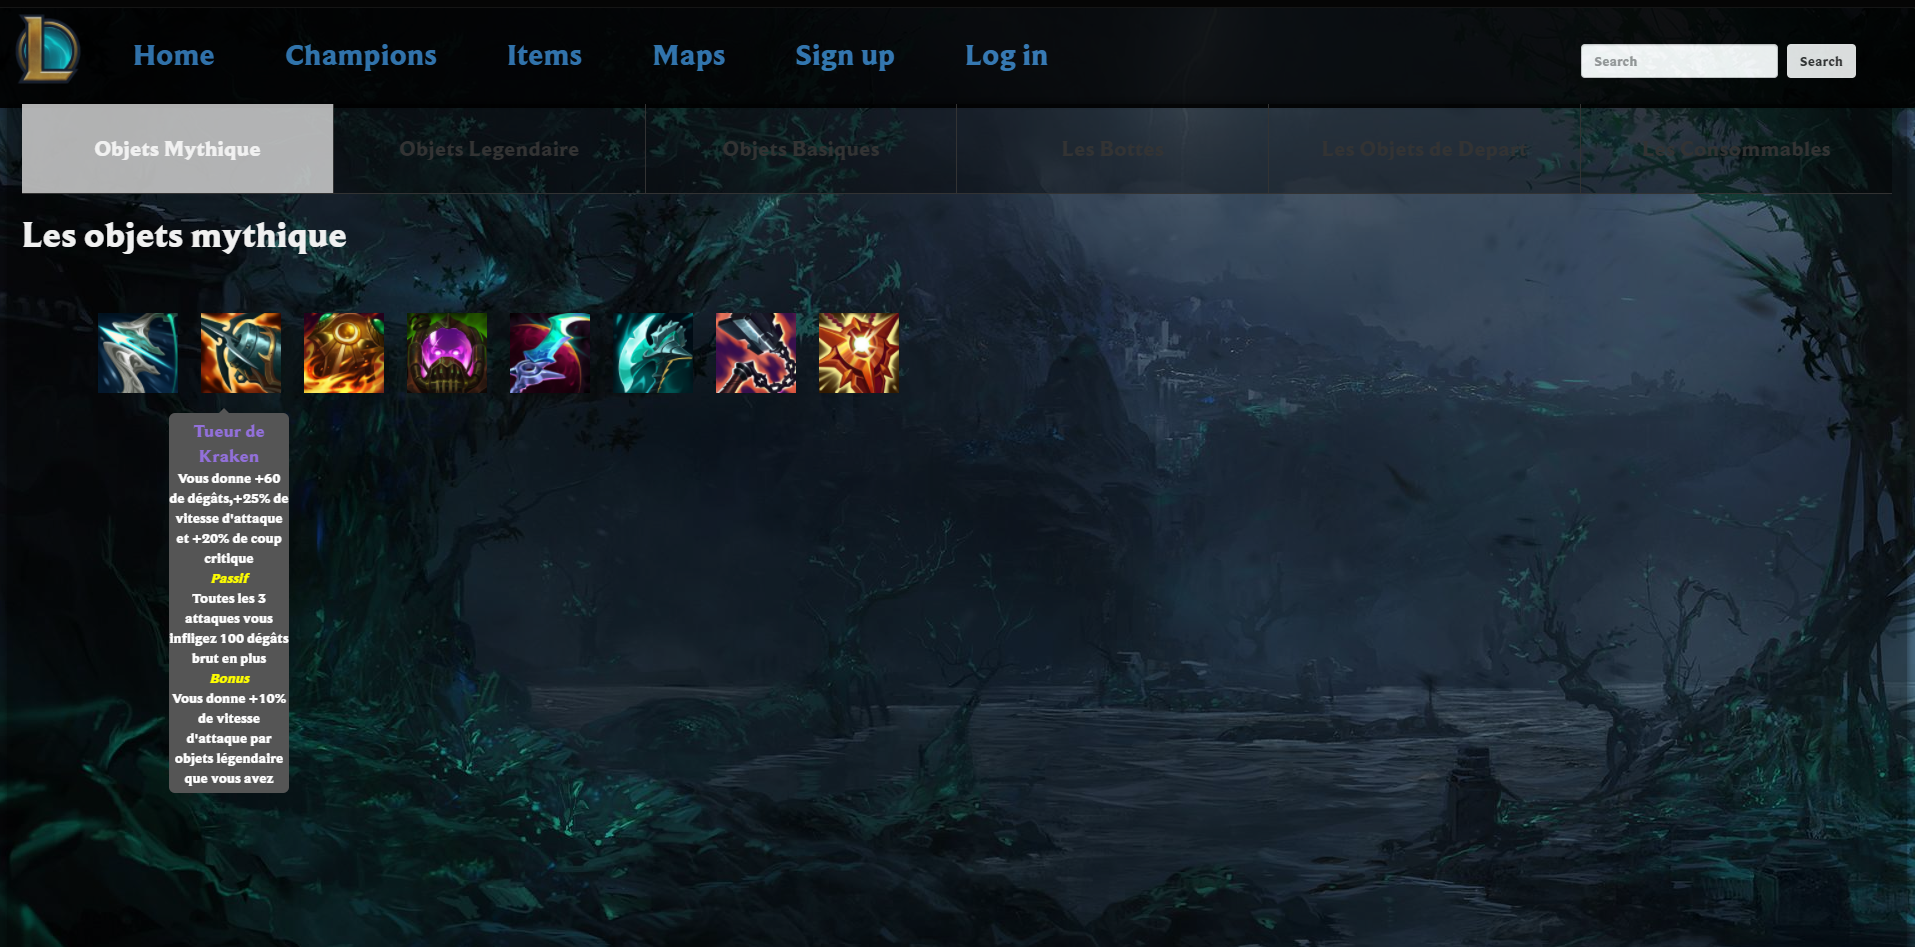 Home Champions Items Maps Sign up Log in Search Search
Objets Mythique Objets Legendaire Objets Basiques Les Bottes Les Objets de Depart Les Consommables
Les objets mythique
Tueur de
Kraken
Vous donne +60
de dégâts,+25% de
vitesse d'attaque
et +20% de coup
critique
Passif
Toutes les 3
attaques vous
infligez 100 dégâts
brut en plus
Bonus
Vous donne +10%
de vitesse
d'attaque par
objets légendaire
que vous avez